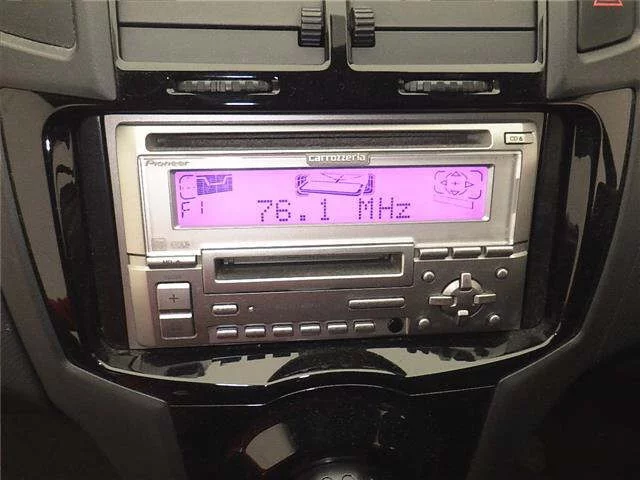 CD
Pioneer
carrozzeria
F1 76.1 MHz